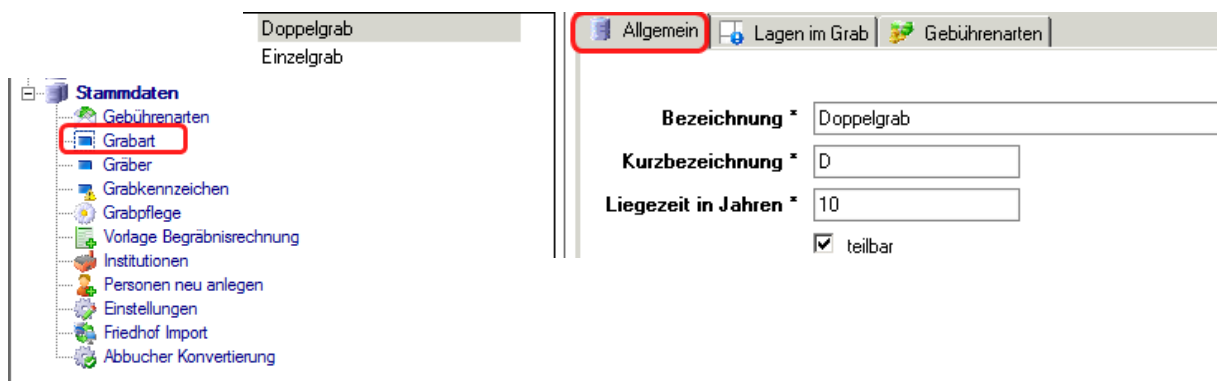 Doppelgrab
Einzelgrab
Stammdaten
Gebührenarten
Grabart
Gräber
Grabkennzeichen
Grabpflege
Vorlage Begräbnisrechnung
Institutionen
Personen neu anlegen
Einstellungen
Friedhof Import
Abbucher Konvertierung
Allgemein Lagen im Grab Gebührenarten
Bezeichnung * Doppelgrab
Kurzbezeichnung * D
Liegezeit in Jahren * 10
teilbar